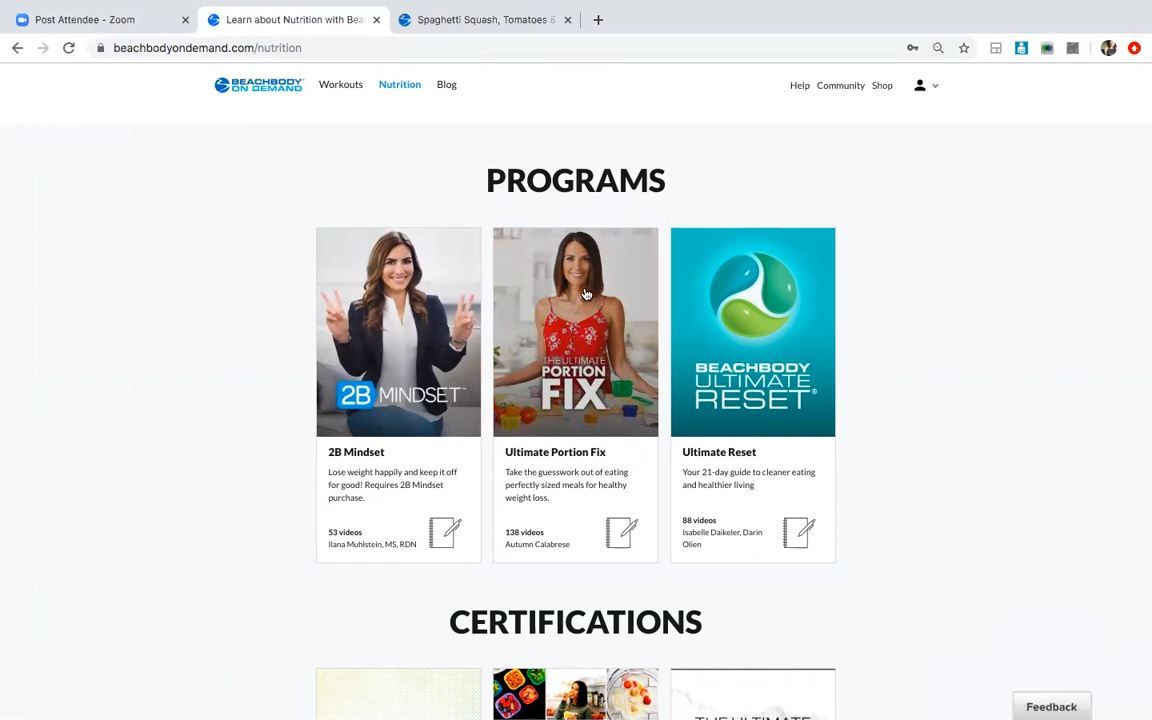 Post Attendee - Zoom
Learn about Nutrition with Bea
Spaghetti Squash, Tomatoes &
beachbodyondemand.com/nutrition
BEACHBODY ON DEMAND
Workouts
Nutrition
Blog
Help
Community
Shop
PROGRAMS
2B MINDSET
THE ULTIMATE
PORTION
FIX
BEACHBODY
ULTIMATE
RESET®
2B Mindset
Lose weight happily and keep it off
for good! Requires 2B Mindset
purchase.
53 videos
Ilana Muhlstein, MS, RDN
Ultimate Portion Fix
Take the guesswork out of eating
perfectly sized meals for healthy
weight loss.
138 videos
Autumn Calabrese
Ultimate Reset
Your 21-day guide to cleaner eating
and healthier living
88 videos
Isabelle Daikeler, Darin
Olien
CERTIFICATIONS
THE ULTIMATE
Feedback